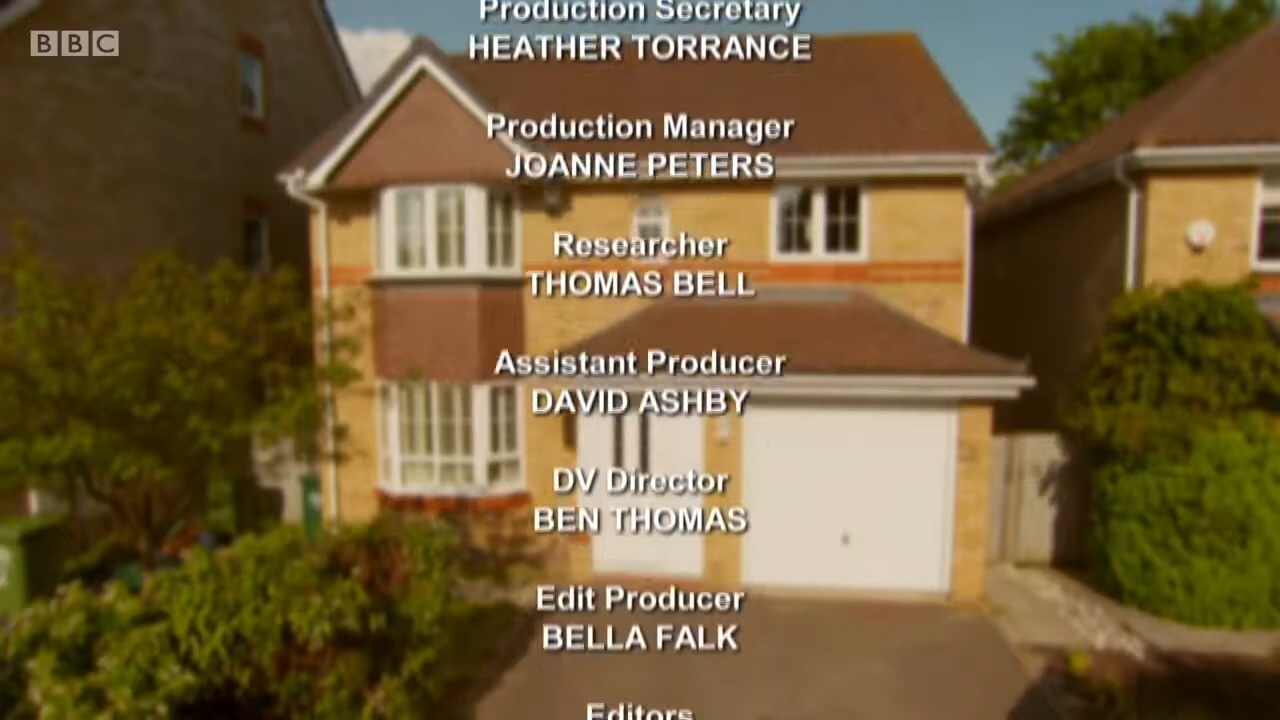 BBC
Production Secretary
HEATHER TORRANCE
Production Manager
JOANNE PETERS
Researcher
THOMAS BELL
Assistant Producer
DAVID ASHBY
DV Director
BEN THOMAS
Edit Producer
BELLA FALK
Editors